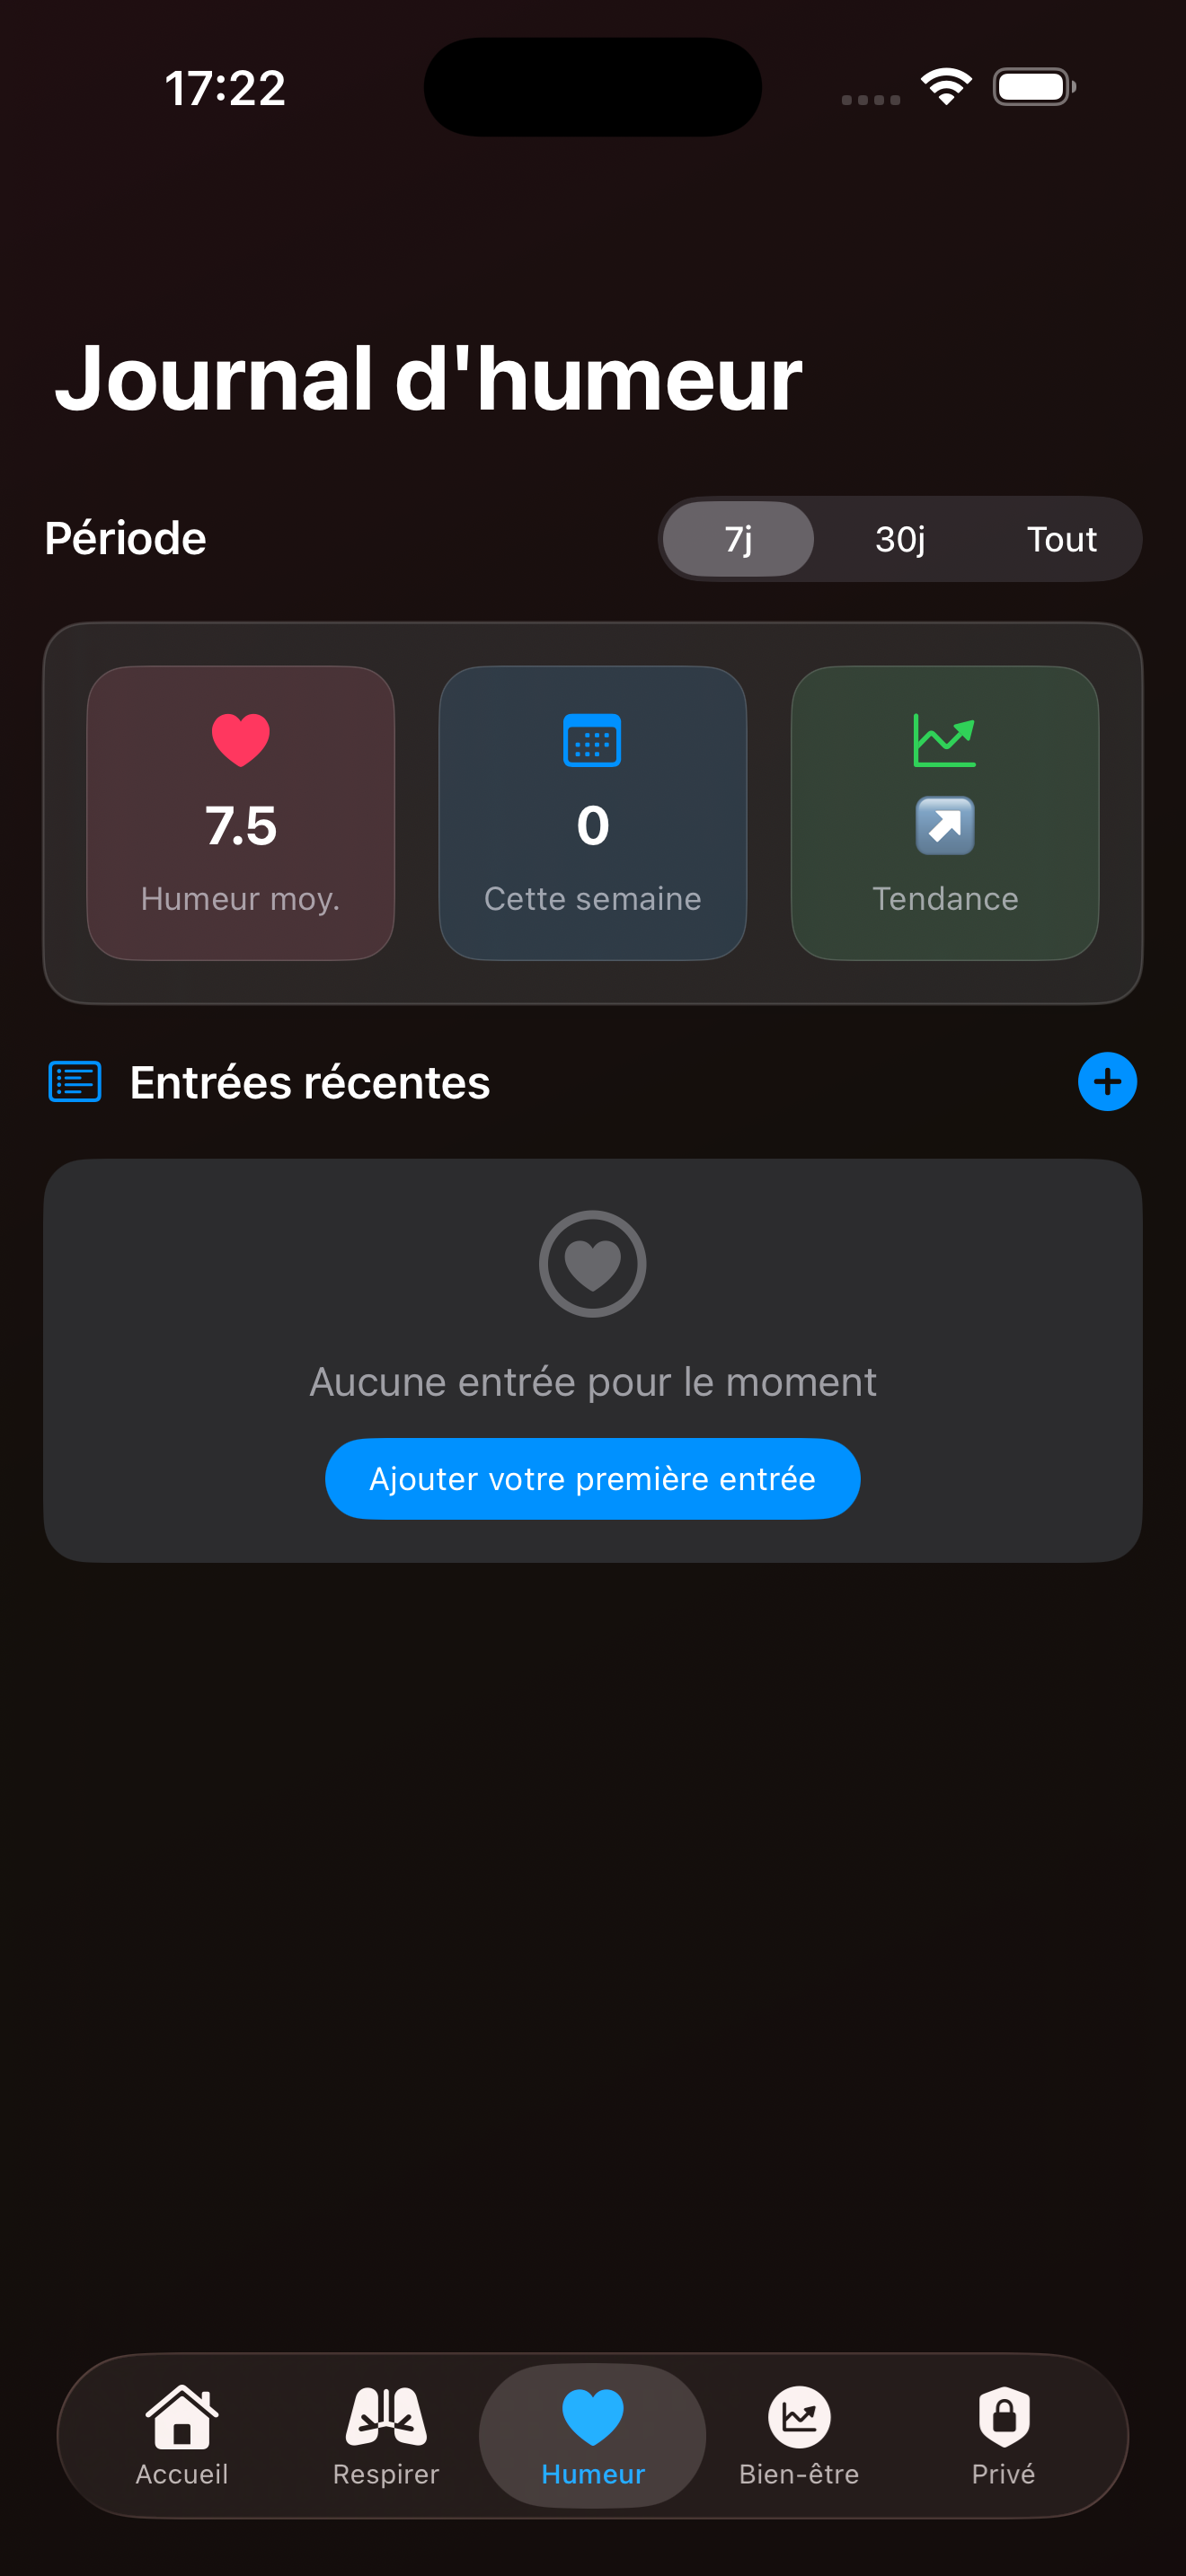 17:22
Journal d'humeur
Période
7j 30j Tout
7.5 0
Humeur moy. Cette semaine Tendance
Entrées récentes
Aucune entrée pour le moment
Ajouter votre première entrée
Accueil Respirer Humeur Bien-être Privé